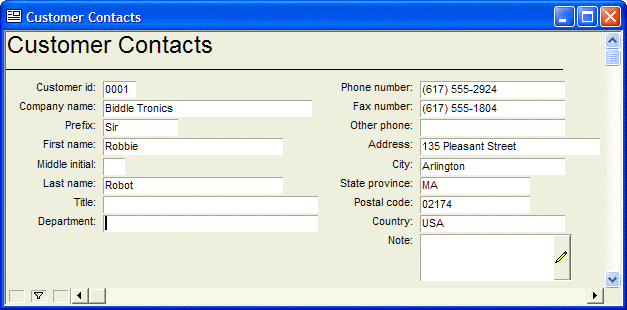 Customer Contacts
Customer Contacts
Customer id: 0001
Company name: Biddle Tronics
Prefix: Sir
First name: Robbie
Middle initial:
Last name: Robot
Title:
Department:
Phone number: (617) 555-2924
Fax number: (617) 555-1804
Other phone:
Address: 135 Pleasant Street
City: Arlington
State province: MA
Postal code: 02174
Country: USA
Note: